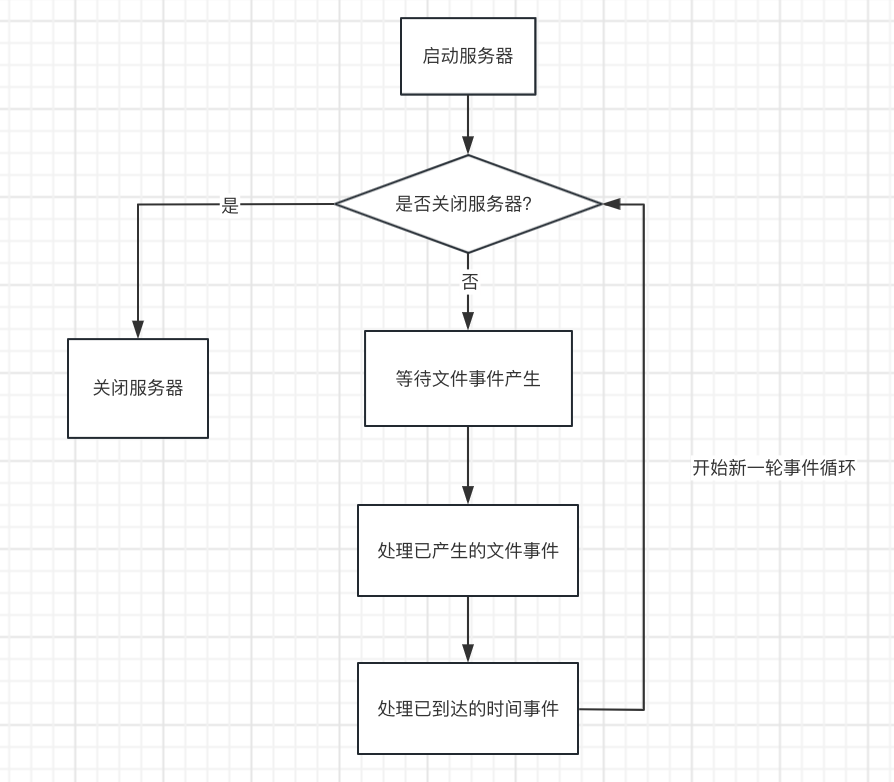 启动服务器
是否关闭服务器?
是
否
关闭服务器
等待文件事件产生
开始新一轮事件循环
处理已产生的文件事件
处理已到达的时间事件